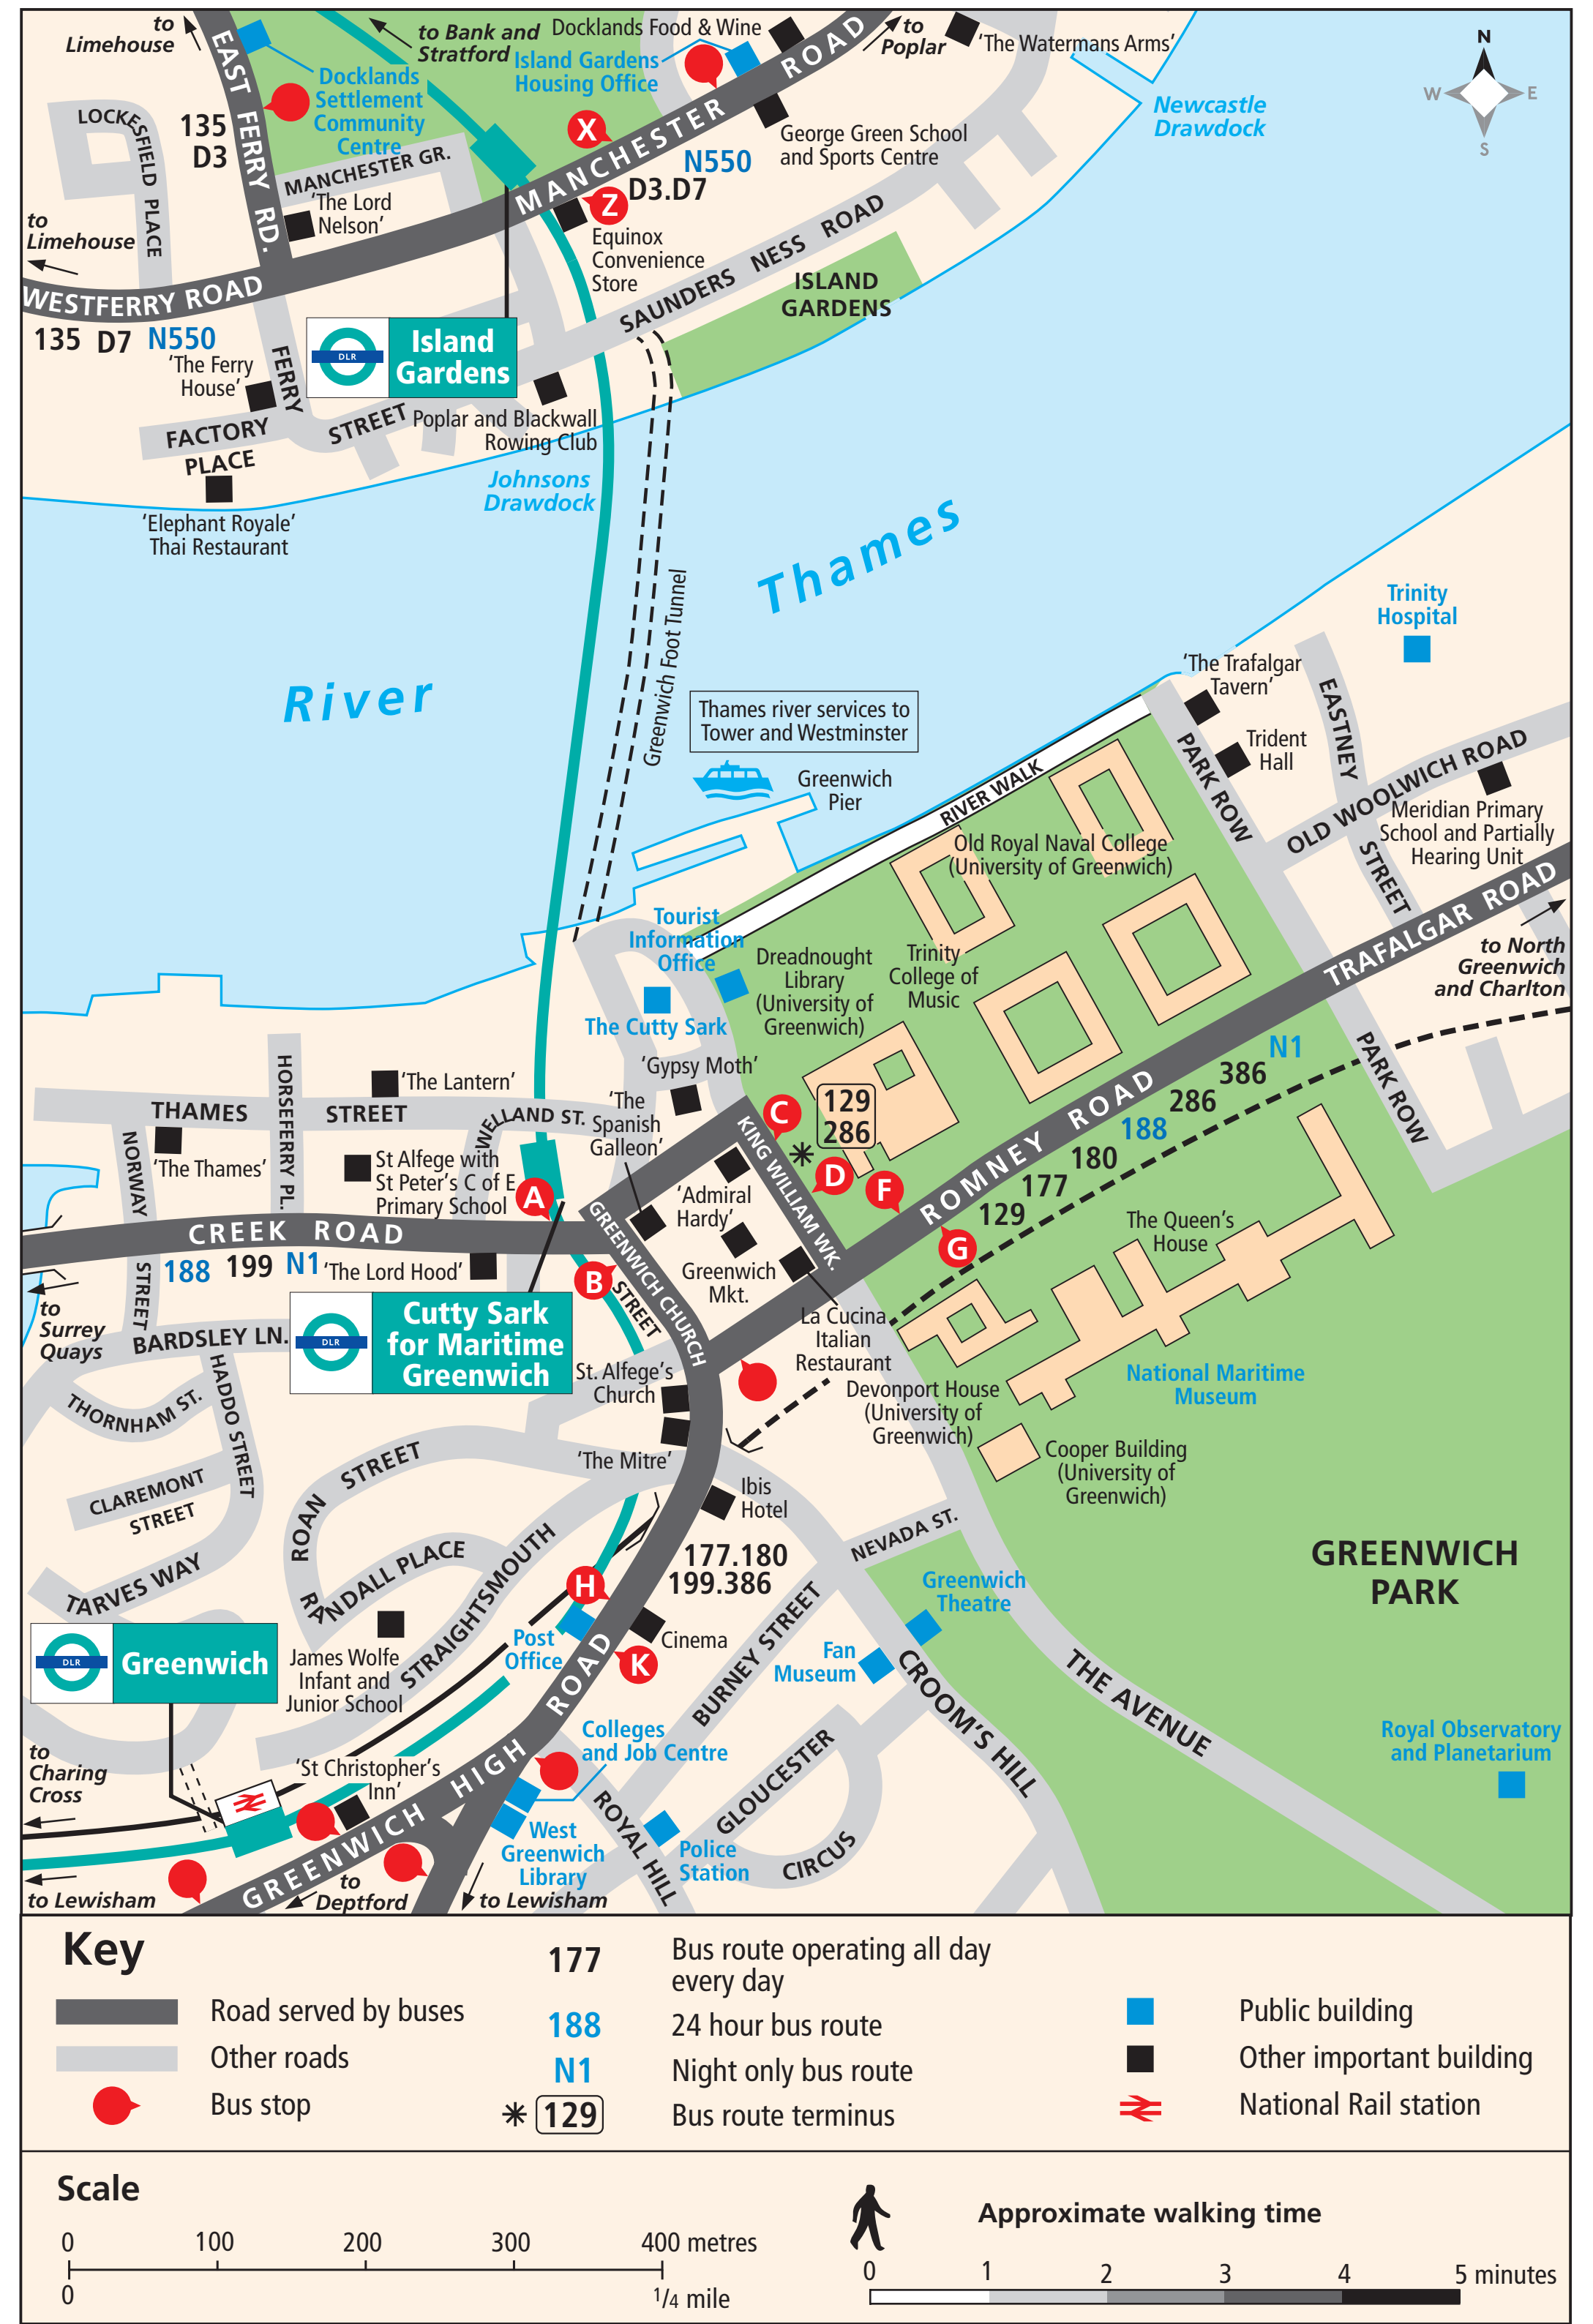 to
Limehouse
EAST FERRY RD.
to Bank and
Stratford
Docklands Food & Wine
to
Poplar
'The Watermans Arms'
N
W
E
S
Island Gardens
Housing Office
Docklands
Settlement
Community
Centre
Newcastle
Drawdock
LOCKESFIELD PLACE
135
D3
X
MANCHESTER ROAD
George Green School
and Sports Centre
N550
D3.D7
MANCHESTER GR.
'The Lord
Nelson'
Z
Equinox
Convenience
Store
to
Limehouse
SAUNDERS NESS ROAD
ISLAND
GARDENS
WESTFERRY ROAD
135 D7 N550
DLR
Island
Gardens
'The Ferry
House'
FERRY
STREET
FACTORY
PLACE
Poplar and Blackwall
Rowing Club
Johnsons
Drawdock
'Elephant Royale'
Thai Restaurant
River
Thames
Greenwich Foot Tunnel
Trinity
Hospital
'The Trafalgar
Tavern'
Trident
Hall
Thames river services to
Tower and Westminster
Greenwich
Pier
RIVER WALK
PARK ROW
EASTNEY
STREET
OLD WOOLWICH ROAD
Meridian Primary
School and Partially
Hearing Unit
Old Royal Naval College
(University of Greenwich)
TRAFALGAR ROAD
to North
Greenwich
and Charlton
Tourist
Information
Office
The Cutty Sark
Dreadnought
Library
(University of
Greenwich)
Trinity
College of
Music
PARK ROW
'Gypsy Moth'
'The
Spanish
Galleon'
HORSEFERRY PL.
'The Lantern'
THAMES STREET
WELLAND ST.
NORWAY
STREET
'The Thames'
St Alfege with
St Peter's C of E
Primary School
A
C
129
286
D
F
G
ROMNEY ROAD
129
177
180
188
286
386
N1
KING WILLIAM WK.
'Admiral
Hardy'
Greenwich
Mkt.
GREENWICH CHURCH
STREET
CREEK ROAD
188 199 N1
'The Lord Hood'
B
to
Surrey
Quays
DLR
Cutty Sark
for Maritime
Greenwich
BARDSLEY LN.
The Queen's
House
La Cucina
Italian
Restaurant
National Maritime
Museum
Devonport House
(University of
Greenwich)
Cooper Building
(University of
Greenwich)
St. Alfege's
Church
'The Mitre'
Ibis
Hotel
THORNHAM ST.
HADDO STREET
CLAREMONT
STREET
ROAN STREET
TARVES WAY
RANDALL PLACE
STRAIGHTSMOUTH
177.180
199.386
H
K
Cinema
Post
Office
NEVADA ST.
Greenwich
Theatre
Fan
Museum
BURNEY STREET
CROOM'S HILL
THE AVENUE
GREENWICH
PARK
Royal Observatory
and Planetarium
DLR
Greenwich
James Wolfe
Infant and
Junior School
to
Charing
Cross
'St Christopher's
Inn'
Colleges
and Job Centre
GLOUCESTER
CIRCUS
ROYAL HILL
Police
Station
West
Greenwich
Library
GREENWICH HIGH ROAD
to Lewisham
to
Deptford
to Lewisham
Key
Road served by buses
Other roads
Bus stop
177
Bus route operating all day
every day
188
24 hour bus route
N1
Night only bus route
129
Bus route terminus
Public building
Other important building
National Rail station
Scale
0 100 200 300 400 metres
0 1/4 mile
Approximate walking time
0 1 2 3 4 5 minutes